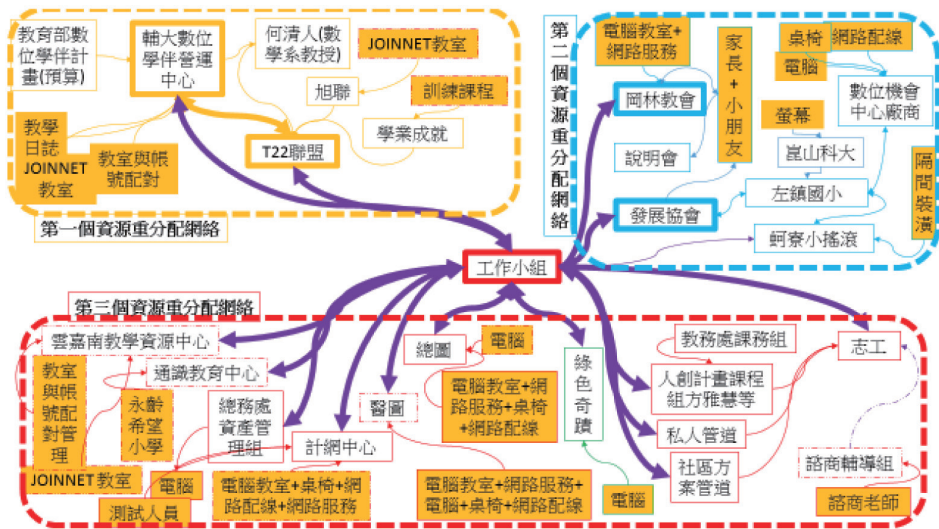 教育部數
位學伴計
畫(預算)
輔大數位
學伴營運
中心
何清人(數
學系教授)
JOINNET教室
旭聯
訓練課程
學業成就
T22聯盟
教學
日誌
JOINNET
教室
教室與帳
號配對
第一個資源重分配網絡
第二個資源重分配網絡
電腦教室+
網路服務
家長+小朋友
桌椅
網路配線
電腦
岡林教會
數位機會
中心廠商
螢幕
說明會
崑山科大
隔間裝潢
左鎮國小
發展協會
蚵寮小搖滾
工作小組
第三個資源重分配網絡
雲嘉南教學資源中心
通識教育中心
教室
與帳
號配
對管
理
永齡
希望
小學
總務處
資產管
理組
計網中心
JOINNET教室
電腦
測試人員
電腦教室+桌椅+網
路配線+網路服務
總圖
電腦
醫圖
電腦教室+網
路服務+桌椅
+網路配線
電腦教室+網路服務+
電腦+桌椅+網路配線
綠色奇蹟
電腦
教務處課務組
人創計畫課程
組方雅慧等
私人管道
社區方
案管道
志工
諮商輔導組
諮商老師